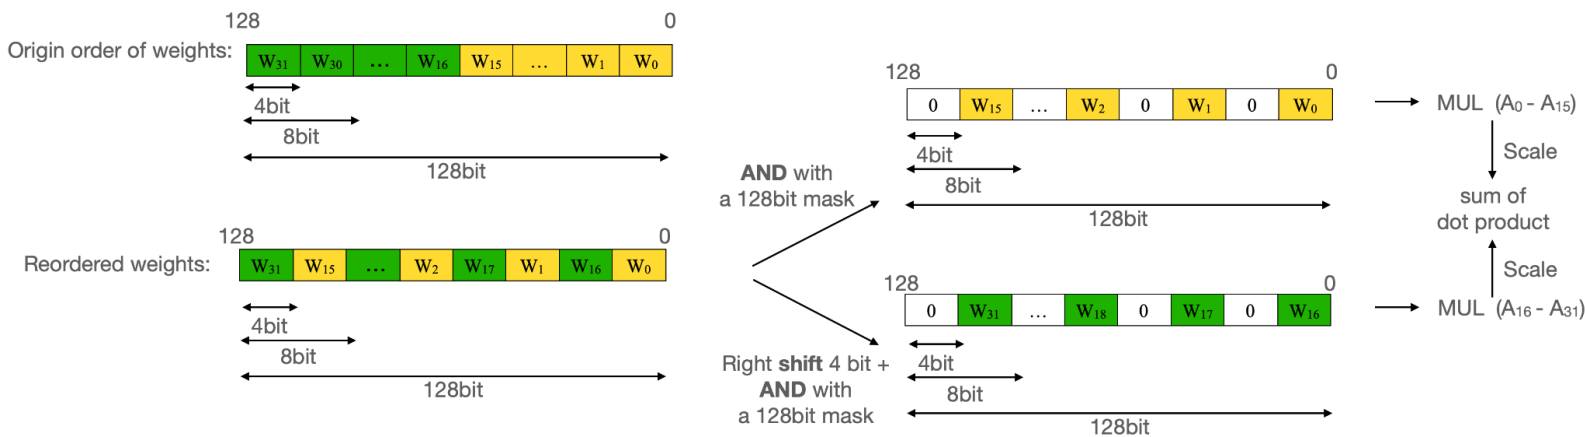 128 0
Origin order of weights:
W31 W30 ... W16 W15 ... W1 W0
4bit
8bit
128bit
128 0
Reordered weights:
W31 W15 ... W2 W17 W1 W16 W0
4bit
8bit
128bit
AND with
a 128bit mask
Right shift 4 bit +
AND with
a 128bit mask
128 0
0 W15 ... W2 0 W1 0 W0
4bit
8bit
128bit
128 0
0 W31 ... W18 0 W17 0 W16
4bit
8bit
128bit
MUL (A0 - A15)
Scale
sum of
dot product
Scale
MUL (A16 - A31)